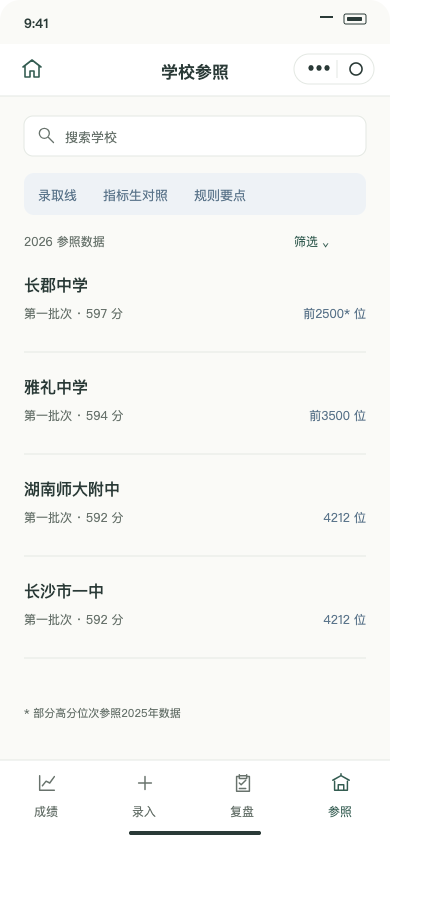 9:41
学校参照
搜索学校
录取线 指标生对照 规则要点
2026 参照数据 筛选
长郡中学
第一批次 · 597 分 前2500* 位
雅礼中学
第一批次 · 594 分 前3500 位
湖南师大附中
第一批次 · 592 分 4212 位
长沙市一中
第一批次 · 592 分 4212 位
* 部分高分位次参照2025年数据
成绩 录入 复盘 参照